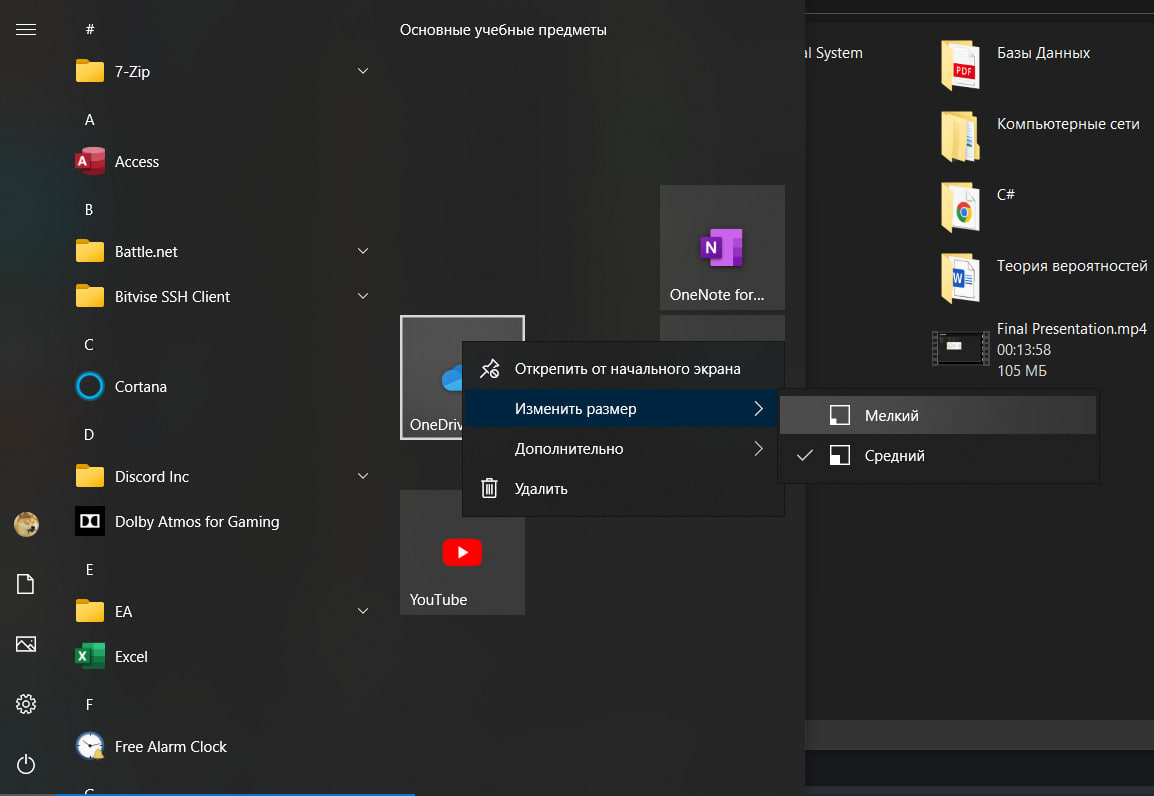 #
7-Zip
A
Access
B
Battle.net
Bitvise SSH Client
C
Cortana
D
Discord Inc
Dolby Atmos for Gaming
E
EA
Excel
F
Free Alarm Clock
Основные учебные предметы
OneNote for...
OneDriv
YouTube
Открепить от начального экрана
Изменить размер
Дополнительно
Удалить
Мелкий
Средний
al System
Базы Данных
Компьютерные сети
C#
Теория вероятностей
Final Presentation.mp4
00:13:58
105 МБ